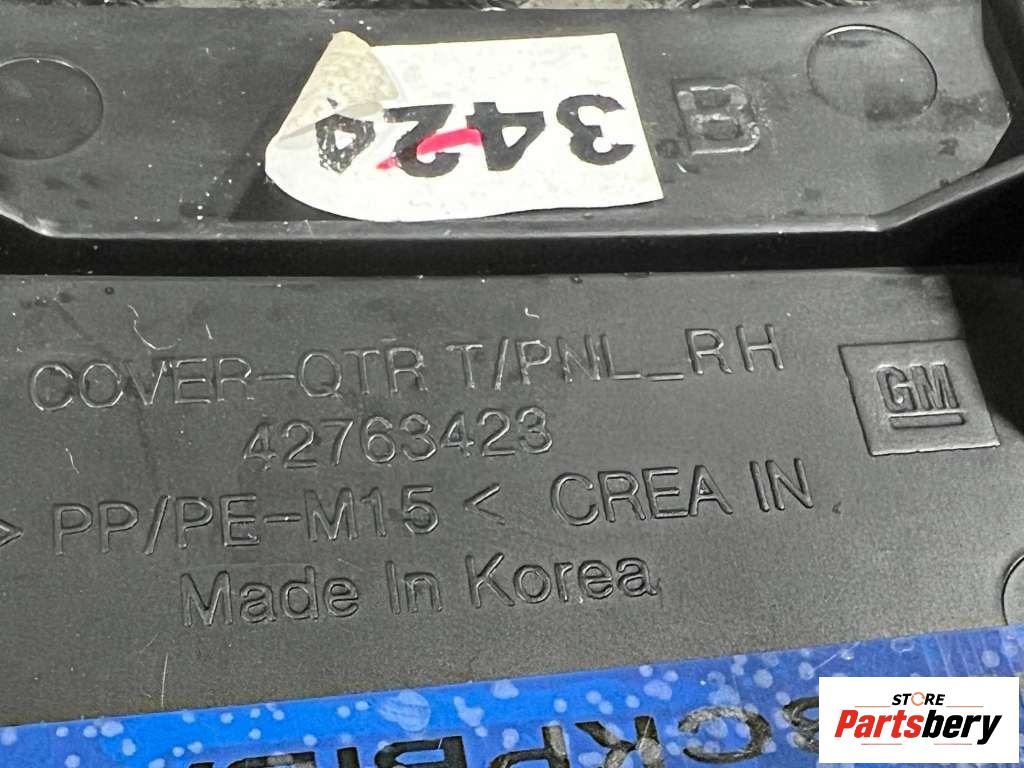 3424
B
COVER-QTR T/PNL_RH
42763423
GM
> PP/PE-M15 < CREA IN
Made In Korea
STORE
Partsbery